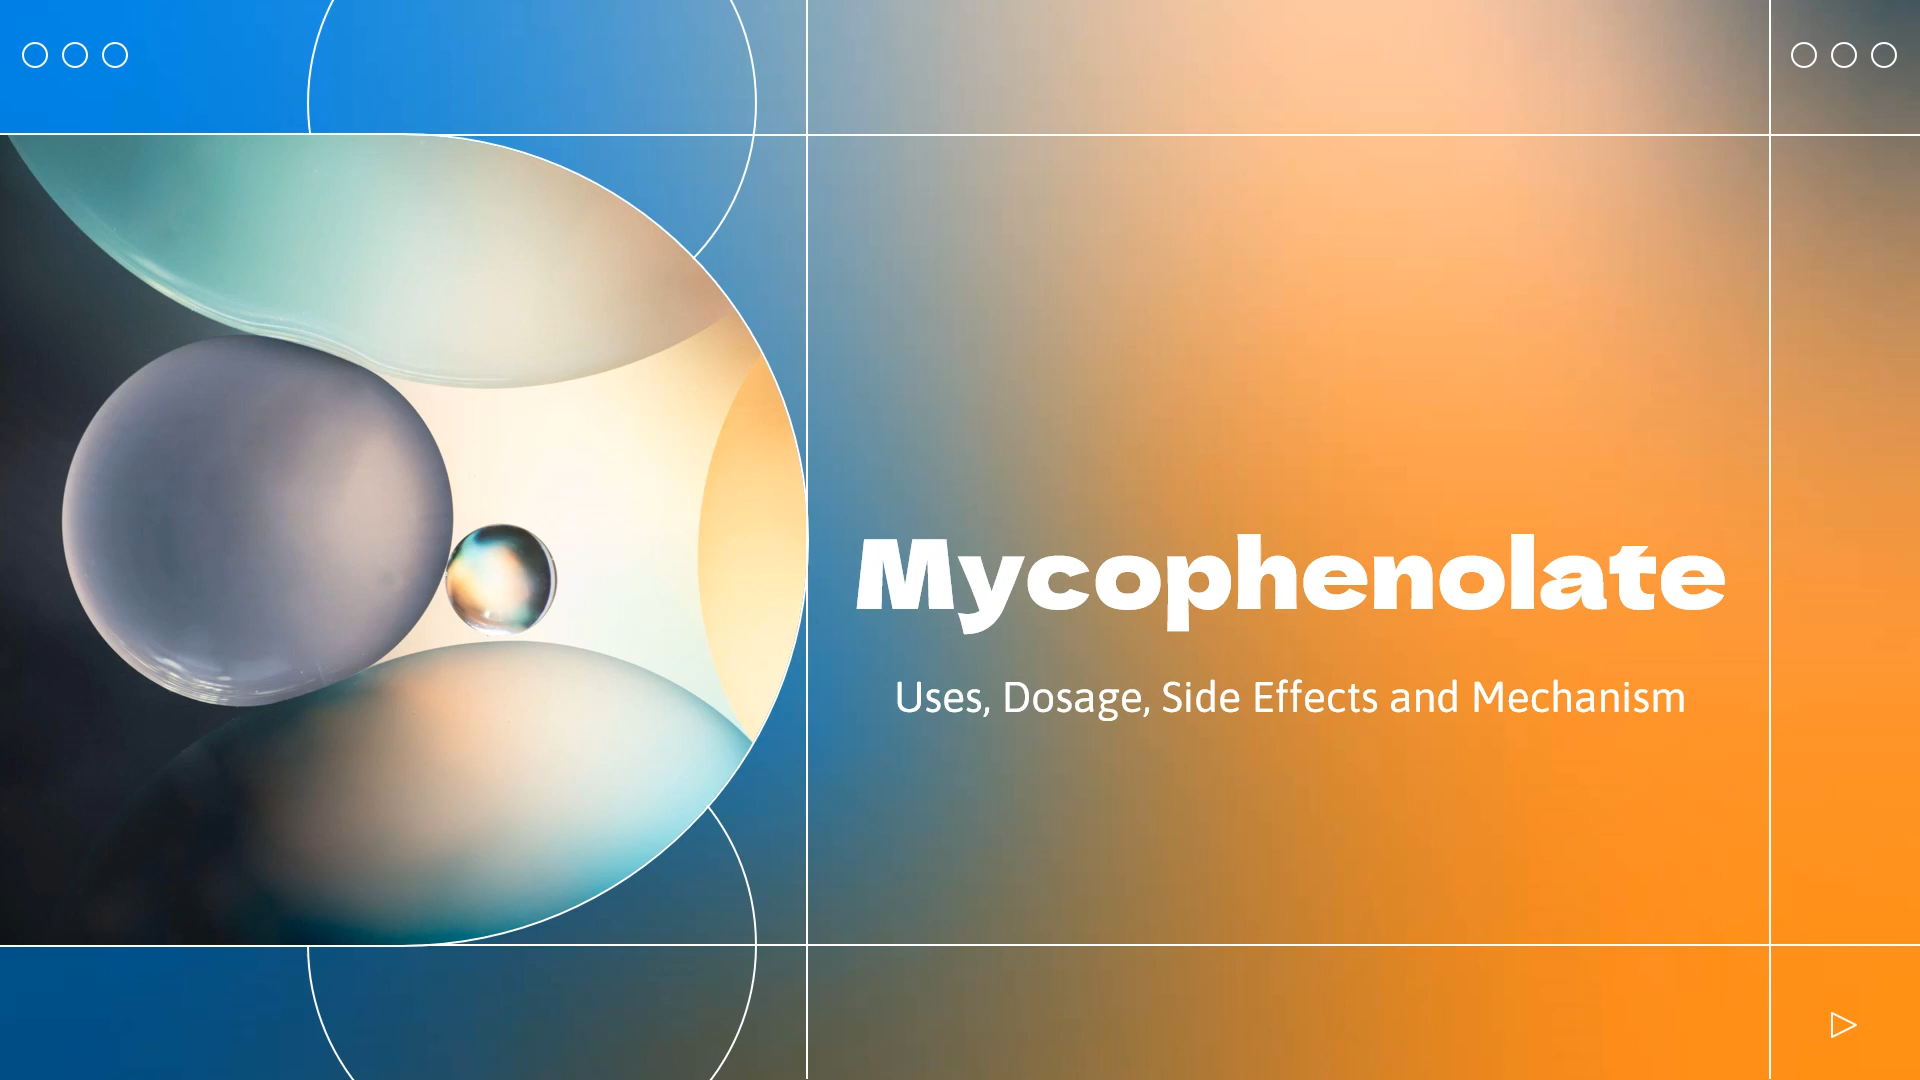 Mycophenolate
Uses, Dosage, Side Effects and Mechanism